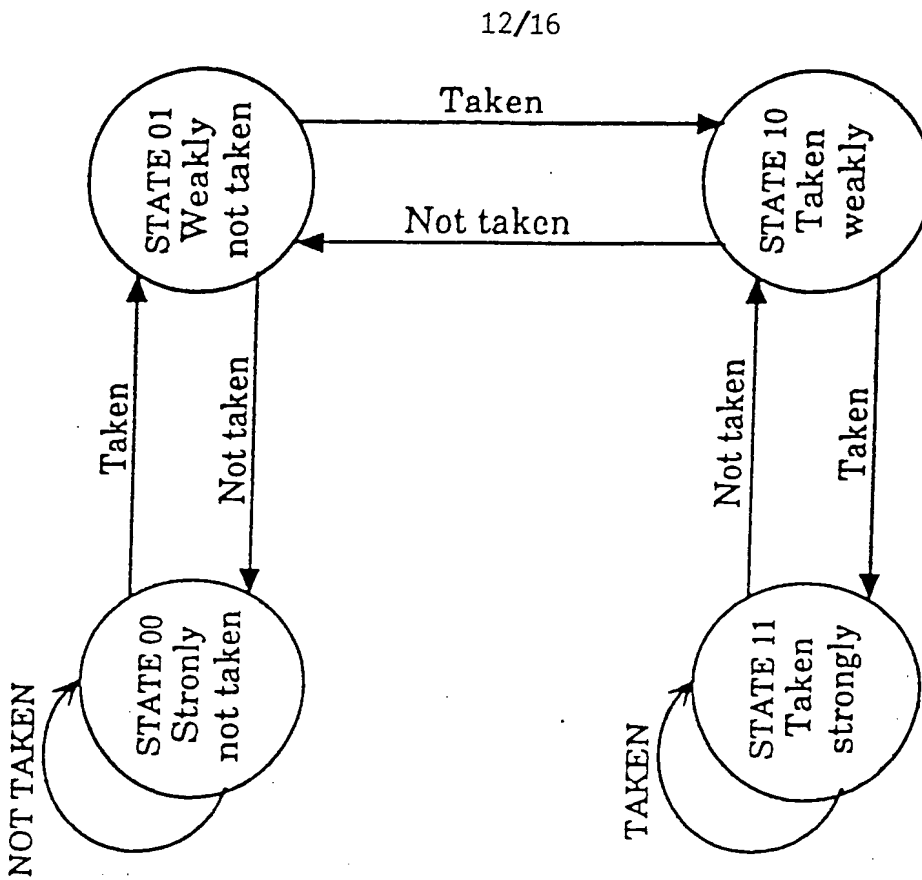 12/16
STATE 01
Weakly
not taken
Taken
Not taken
STATE 10
Taken
weakly
Taken
Not taken
Not taken
Taken
NOT TAKEN
STATE 00
Stronly
not taken
TAKEN
STATE 11
Taken
strongly